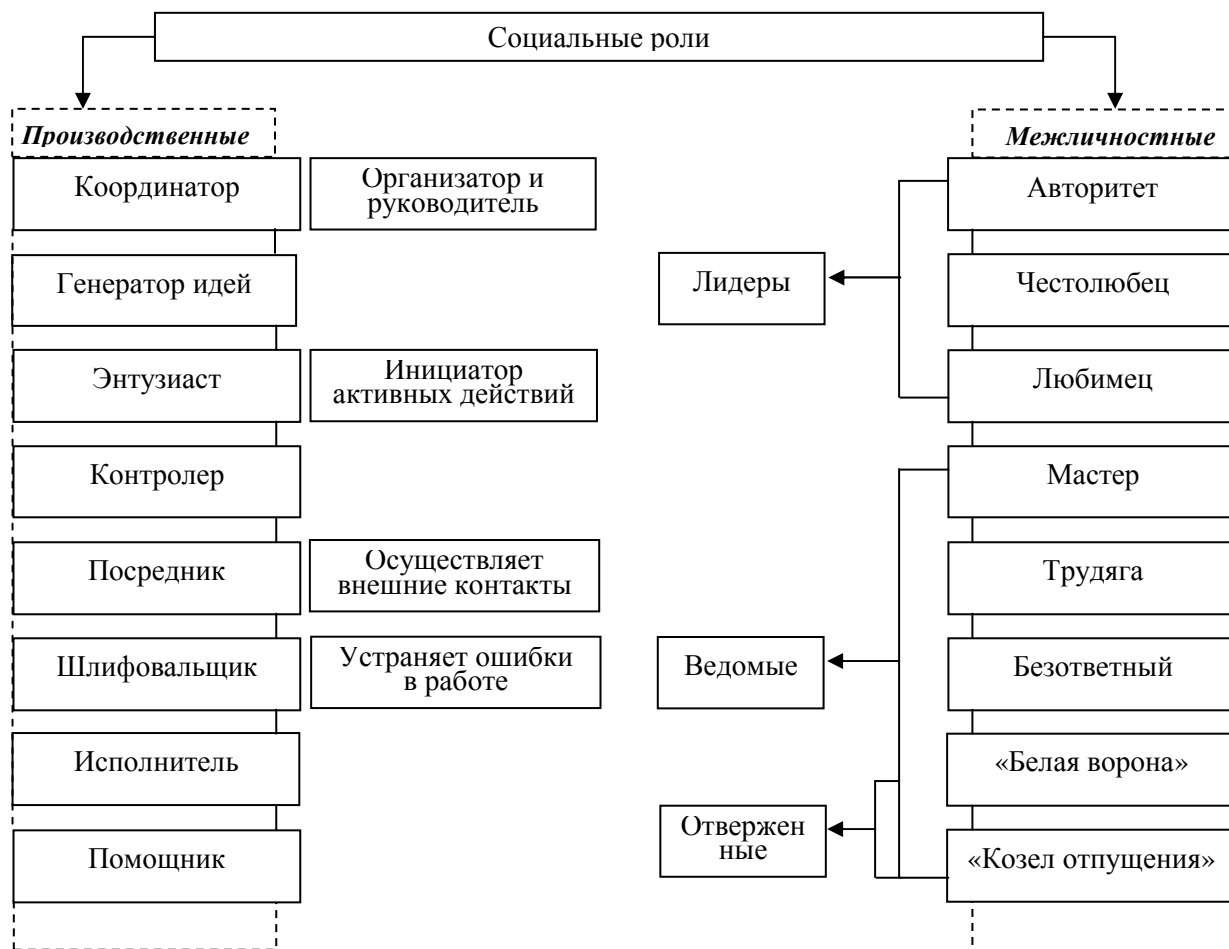 Социальные роли
Производственные
Межличностные
Координатор
Организатор и
руководитель
Авторитет
Генератор идей
Лидеры
Честолюбец
Энтузиаст
Инициатор
активных действий
Любимец
Контролер
Мастер
Посредник
Осуществляет
внешние контакты
Трудяга
Шлифовальщик
Устраняет ошибки
в работе
Ведомые
Безответный
Исполнитель
«Белая ворона»
Помощник
Отвержен
ные
«Козел отпущения»